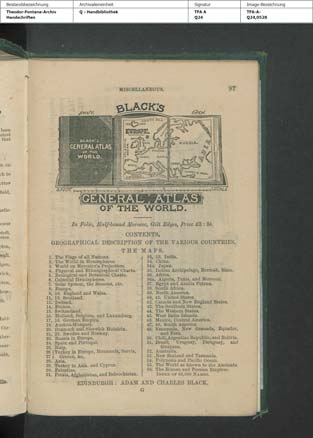 Bestandsbezeichnung Archivaleneinheit Signatur Image-Bezeichnung
Theodor-Fontane-Archiv Q - Handbibliothek TFA A TFA-A-
Handschriften Q24 Q24,0528
MISCELLANEOUS. 97
BLACK'S
BLACK'S
GENERAL ATLAS
OF THE
WORLD.
RUSSIA
GENERAL ATLAS
OF THE WORLD.
In Folio, Half-bound Morocco, Gilt Edges, Price £3 : 3s.
CONTENTS.
GEOGRAPHICAL DESCRIPTION OF THE VARIOUS COUNTRIES.
THE MAPS.
1. The Flags of all Nations.
2. The World in Hemispheres.
3. World on Mercator's Projection.
4. Physical and Ethnographical Charts.
5. Zoological and Botanical Charts.
6. Celestial Hemispheres.
7. Solar System, the Seasons, etc.
8. Europe.
9, 10. England and Wales.
11, 12. Scotland.
13. Ireland.
14. France.
15. Switzerland.
16. Holland, Belgium, and Luxemburg.
17, 18. German Empire.
19. Austria-Hungary.
20. Denmark and Sleswick Holstein.
21, 22. Sweden and Norway.
23. Russia in Europe.
24. Spain and Portugal.
25. Italy.
26. Turkey in Europe, Roumania, Servia,
27. Greece, &c.
28. Asia.
29. Turkey in Asia, and Cyprus.
30. Palestine.
31. Persia, Afghanistan, and Beloochistan.
32, 33. India.
34. China.
34A. Japan.
35. Indian Archipelago, Burmah, Siam.
36. Africa.
36A. Algeria, Tunis, and Morocco.
37. Egypt and Arabia Petræa.
38. South Africa.
39. North America.
40, 41. United States.
42. Canada and New England States.
43. The Southern States.
44. The Western States.
45. West India Islands.
46. Mexico, Central America.
47, 48. South America.
49. Venezuela, New Granada, Equador,
and Peru.
50. Chili, Argentine Republic, and Bolivia.
51. Brazil, Uruguay, Paraguay, and
Guayana.
52. Australia.
53. New Zealand and Tasmania.
54. Polynesia and Pacific Ocean.
55. The World as known to the Ancients
56. The Roman and Persian Empires
INDEX OF 68,000 NAMES.
EDINBURGH : ADAM AND CHARLES BLACK.
G